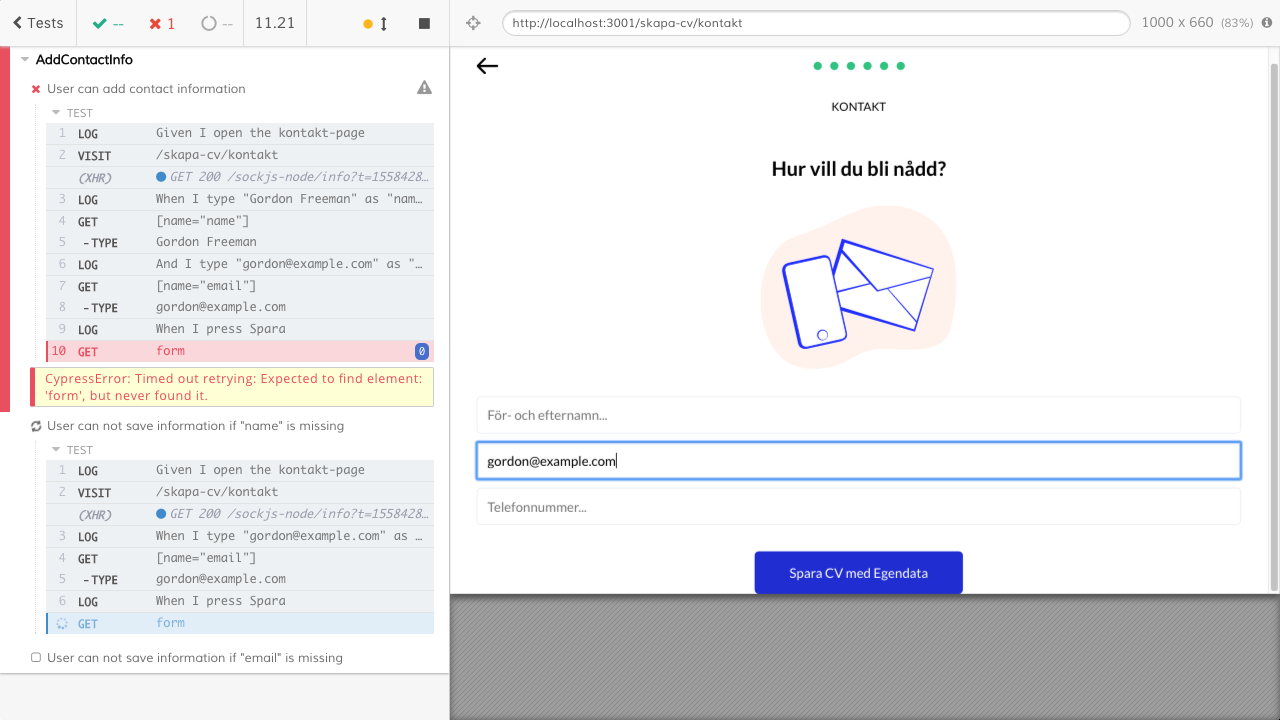 Tests
--
1
--
11.21
http://localhost:3001/skapa-cv/kontakt
1000 x 660 (83%)
AddContactInfo
User can add contact information
TEST
1 LOG Given I open the kontakt-page
2 VISIT /skapa-cv/kontakt
(XHR) GET 200 /sockjs-node/info?t=1558428…
3 LOG When I type "Gordon Freeman" as "nam…
4 GET [name="name"]
5 -TYPE Gordon Freeman
6 LOG And I type "gordon@example.com" as "…
7 GET [name="email"]
8 -TYPE gordon@example.com
9 LOG When I press Spara
10 GET form 0
CypressError: Timed out retrying: Expected to find element:
'form', but never found it.
User can not save information if "name" is missing
TEST
1 LOG Given I open the kontakt-page
2 VISIT /skapa-cv/kontakt
(XHR) GET 200 /sockjs-node/info?t=1558428…
3 LOG When I type "gordon@example.com" as …
4 GET [name="email"]
5 -TYPE gordon@example.com
6 LOG When I press Spara
GET form
User can not save information if "email" is missing
KONTAKT
Hur vill du bli nådd?
För- och efternamn...
gordon@example.com
Telefonnummer...
Spara CV med Egendata